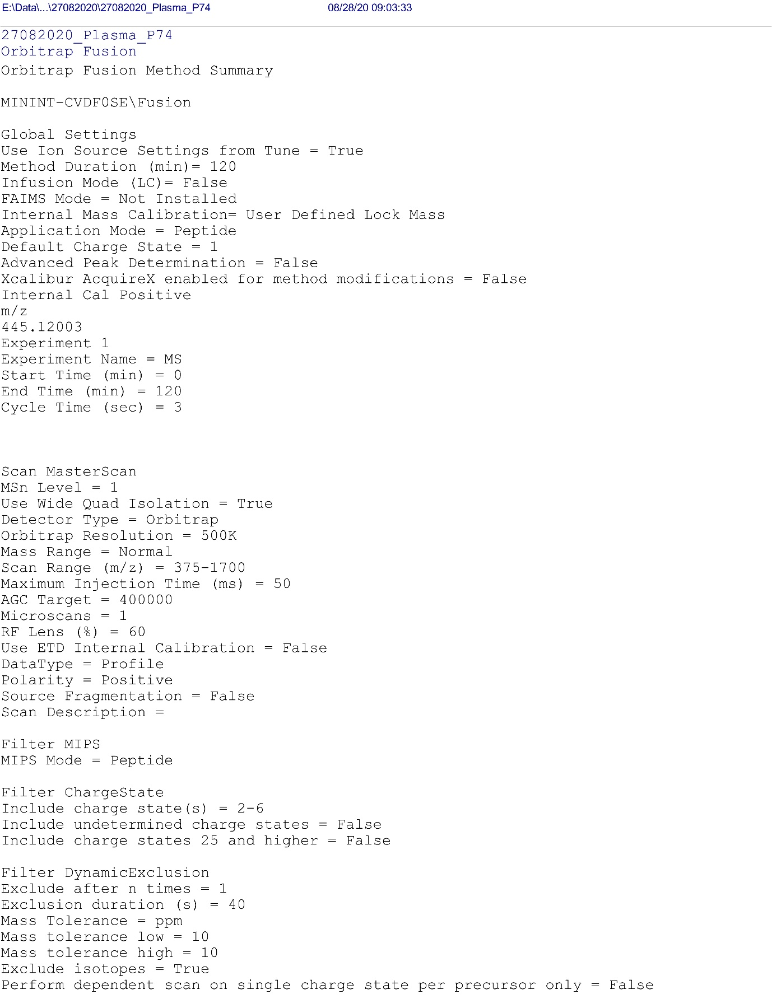 E:\Data\...\27082020\27082020_Plasma_P74 08/28/20 09:03:33
27082020_Plasma_P74
Orbitrap Fusion
Orbitrap Fusion Method Summary
MININT-CVDF0SE\Fusion
Global Settings
Use Ion Source Settings from Tune = True
Method Duration (min)= 120
Infusion Mode (LC)= False
FAIMS Mode = Not Installed
Internal Mass Calibration= User Defined Lock Mass
Application Mode = Peptide
Default Charge State = 1
Advanced Peak Determination = False
Xcalibur AcquireX enabled for method modifications = False
Internal Cal Positive
m/z
445.12003
Experiment 1
Experiment Name = MS
Start Time (min) = 0
End Time (min) = 120
Cycle Time (sec) = 3
Scan MasterScan
MSn Level = 1
Use Wide Quad Isolation = True
Detector Type = Orbitrap
Orbitrap Resolution = 500K
Mass Range = Normal
Scan Range (m/z) = 375-1700
Maximum Injection Time (ms) = 50
AGC Target = 400000
Microscans = 1
RF Lens (%) = 60
Use ETD Internal Calibration = False
DataType = Profile
Polarity = Positive
Source Fragmentation = False
Scan Description =
Filter MIPS
MIPS Mode = Peptide
Filter ChargeState
Include charge state(s) = 2-6
Include undetermined charge states = False
Include charge states 25 and higher = False
Filter DynamicExclusion
Exclude after n times = 1
Exclusion duration (s) = 40
Mass Tolerance = ppm
Mass tolerance low = 10
Mass tolerance high = 10
Exclude isotopes = True
Perform dependent scan on single charge state per precursor only = False